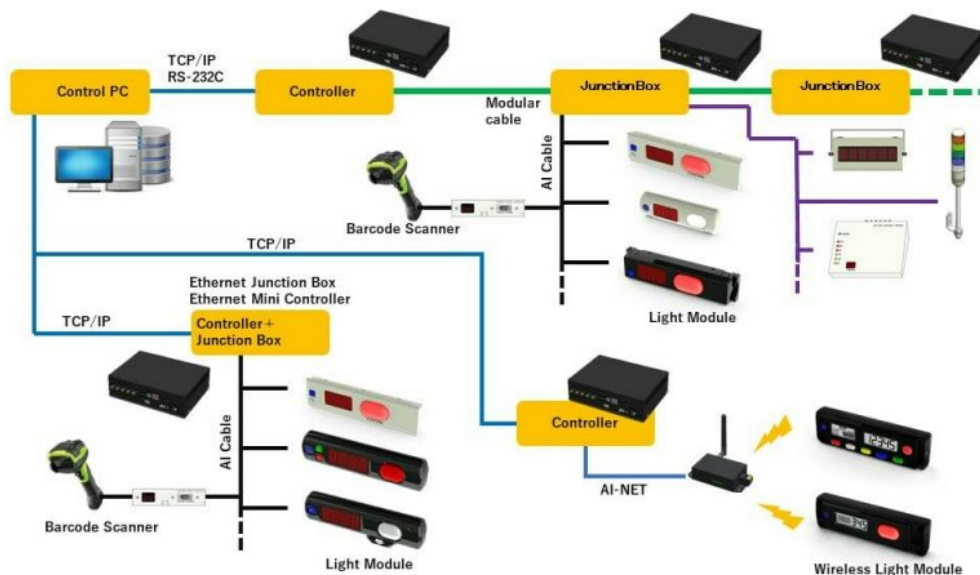 TCP/IP
RS-232C
Control PC
Controller
JunctionBox
JunctionBox
Modular
cable
AI Cable
Barcode Scanner
TCP/IP
Light Module
Ethernet Junction Box
Ethernet Mini Controller
TCP/IP
Controller+
Junction Box
AI Cable
Controller
AI-NET
12345
345
Barcode Scanner
Light Module
Wireless Light Module